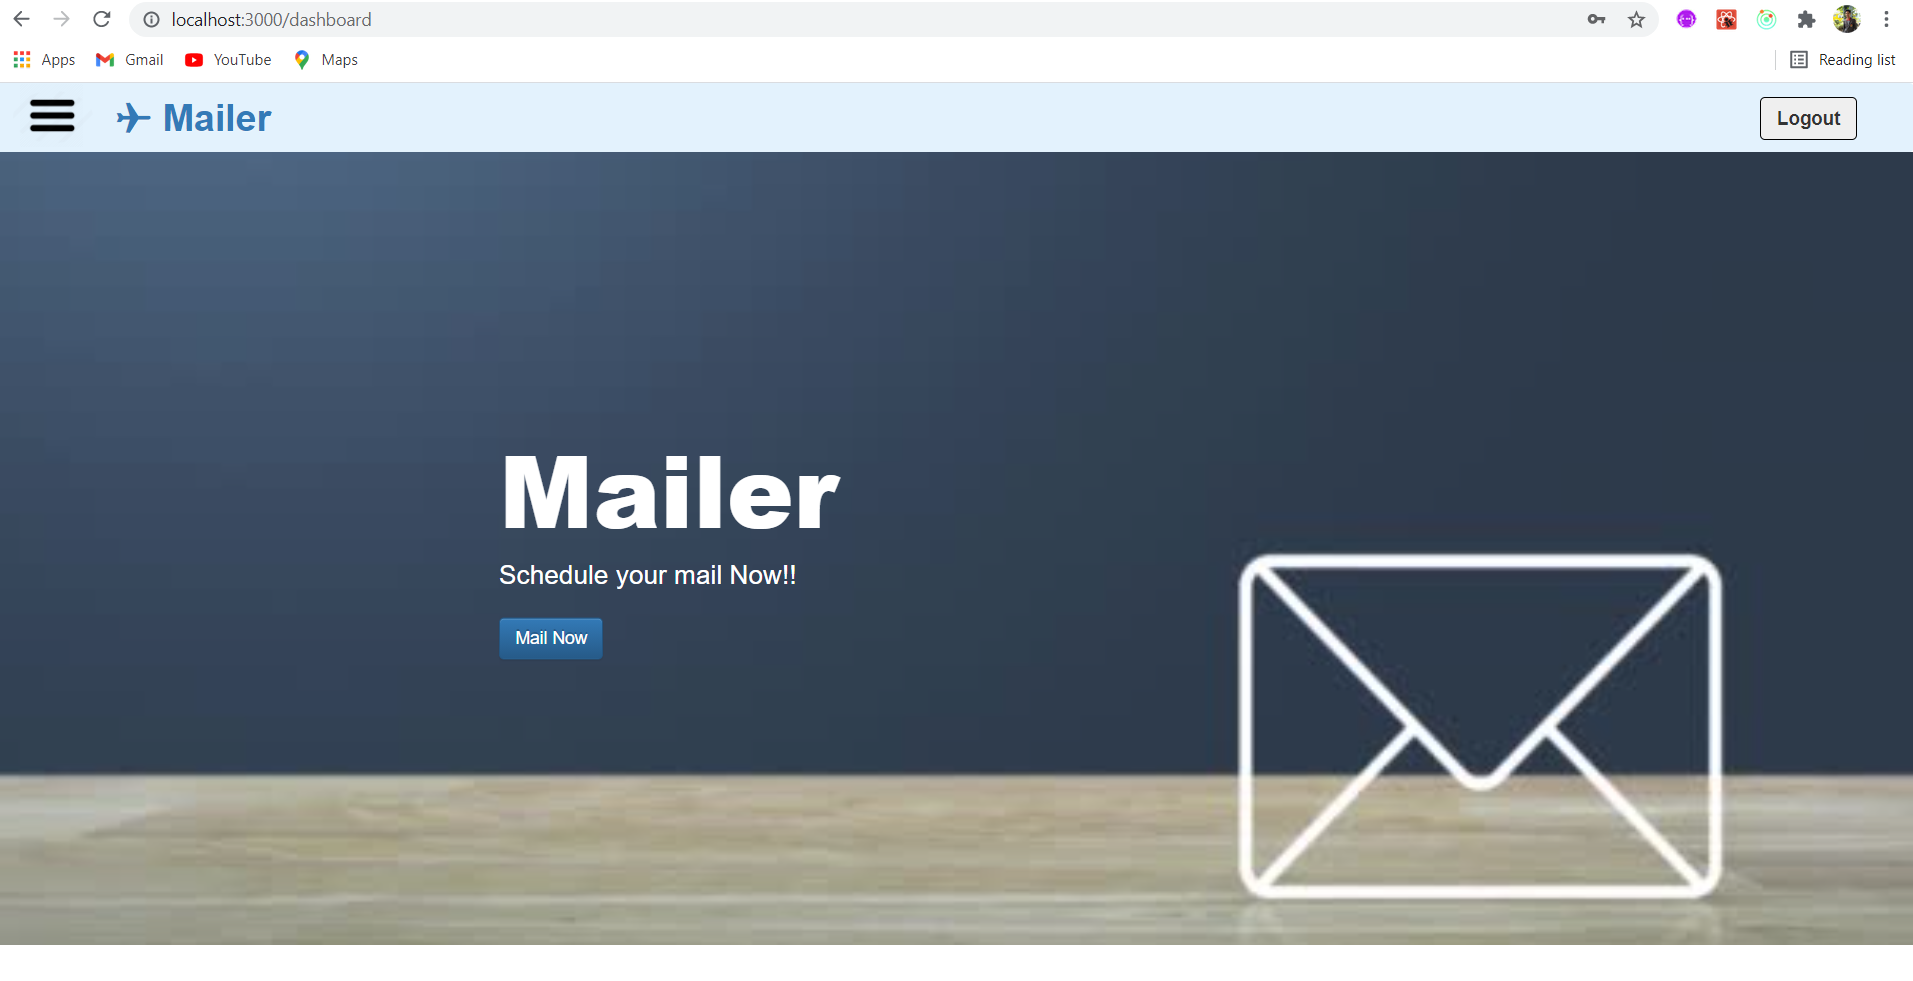 localhost:3000/dashboard
Apps Gmail YouTube Maps Reading list
Mailer Logout
Mailer
Schedule your mail Now!!
Mail Now